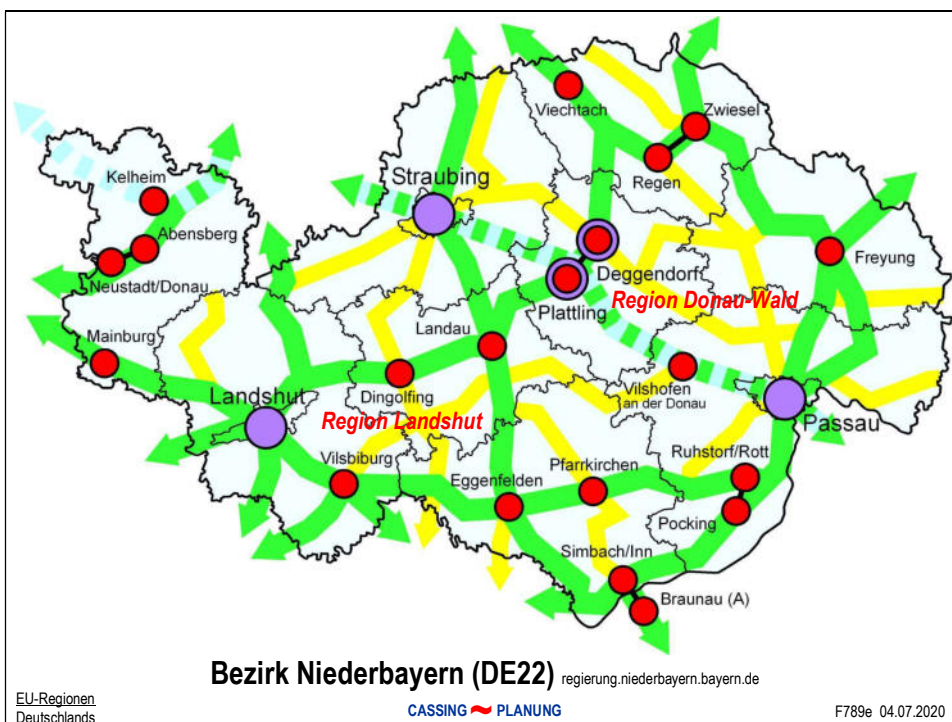 Viechtach
Zwiesel
Kelheim
Straubing
Regen
Abensberg
Deggendorf
Freyung
Neustadt/Donau
Plattling
Region Donau-Wald
Mainburg
Landau
Landshut
Dingolfing
Vilshofen
an der Donau
Region Landshut
Passau
Vilsbiburg
Ruhstorf/Rott
Eggenfelden
Pfarrkirchen
Pocking
Simbach/Inn
Braunau (A)
Bezirk Niederbayern (DE22) regierung.niederbayern.bayern.de
EU-Regionen
Deutschlands
CASSING PLANUNG
F789e 04.07.2020